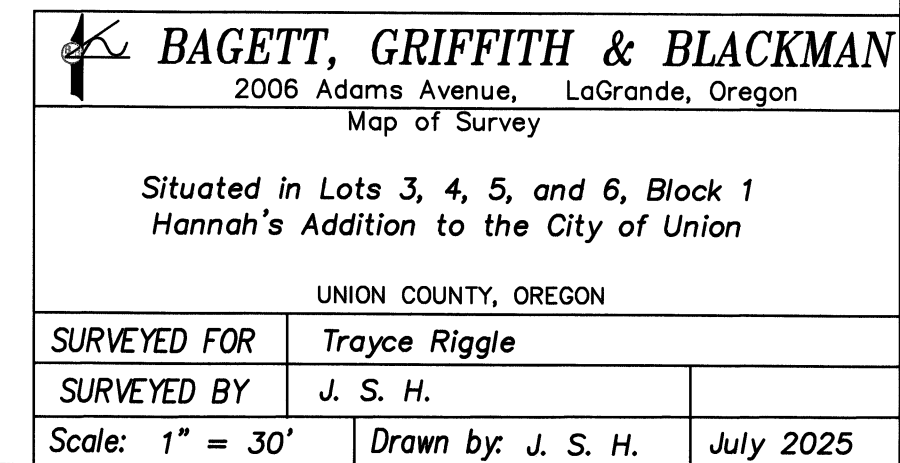 BAGETT, GRIFFITH & BLACKMAN
2006 Adams Avenue, LaGrande, Oregon
Map of Survey
Situated in Lots 3, 4, 5, and 6, Block 1
Hannah's Addition to the City of Union
UNION COUNTY, OREGON
SURVEYED FOR Trayce Riggle
SURVEYED BY J. S. H.
Scale: 1" = 30' Drawn by: J. S. H. July 2025